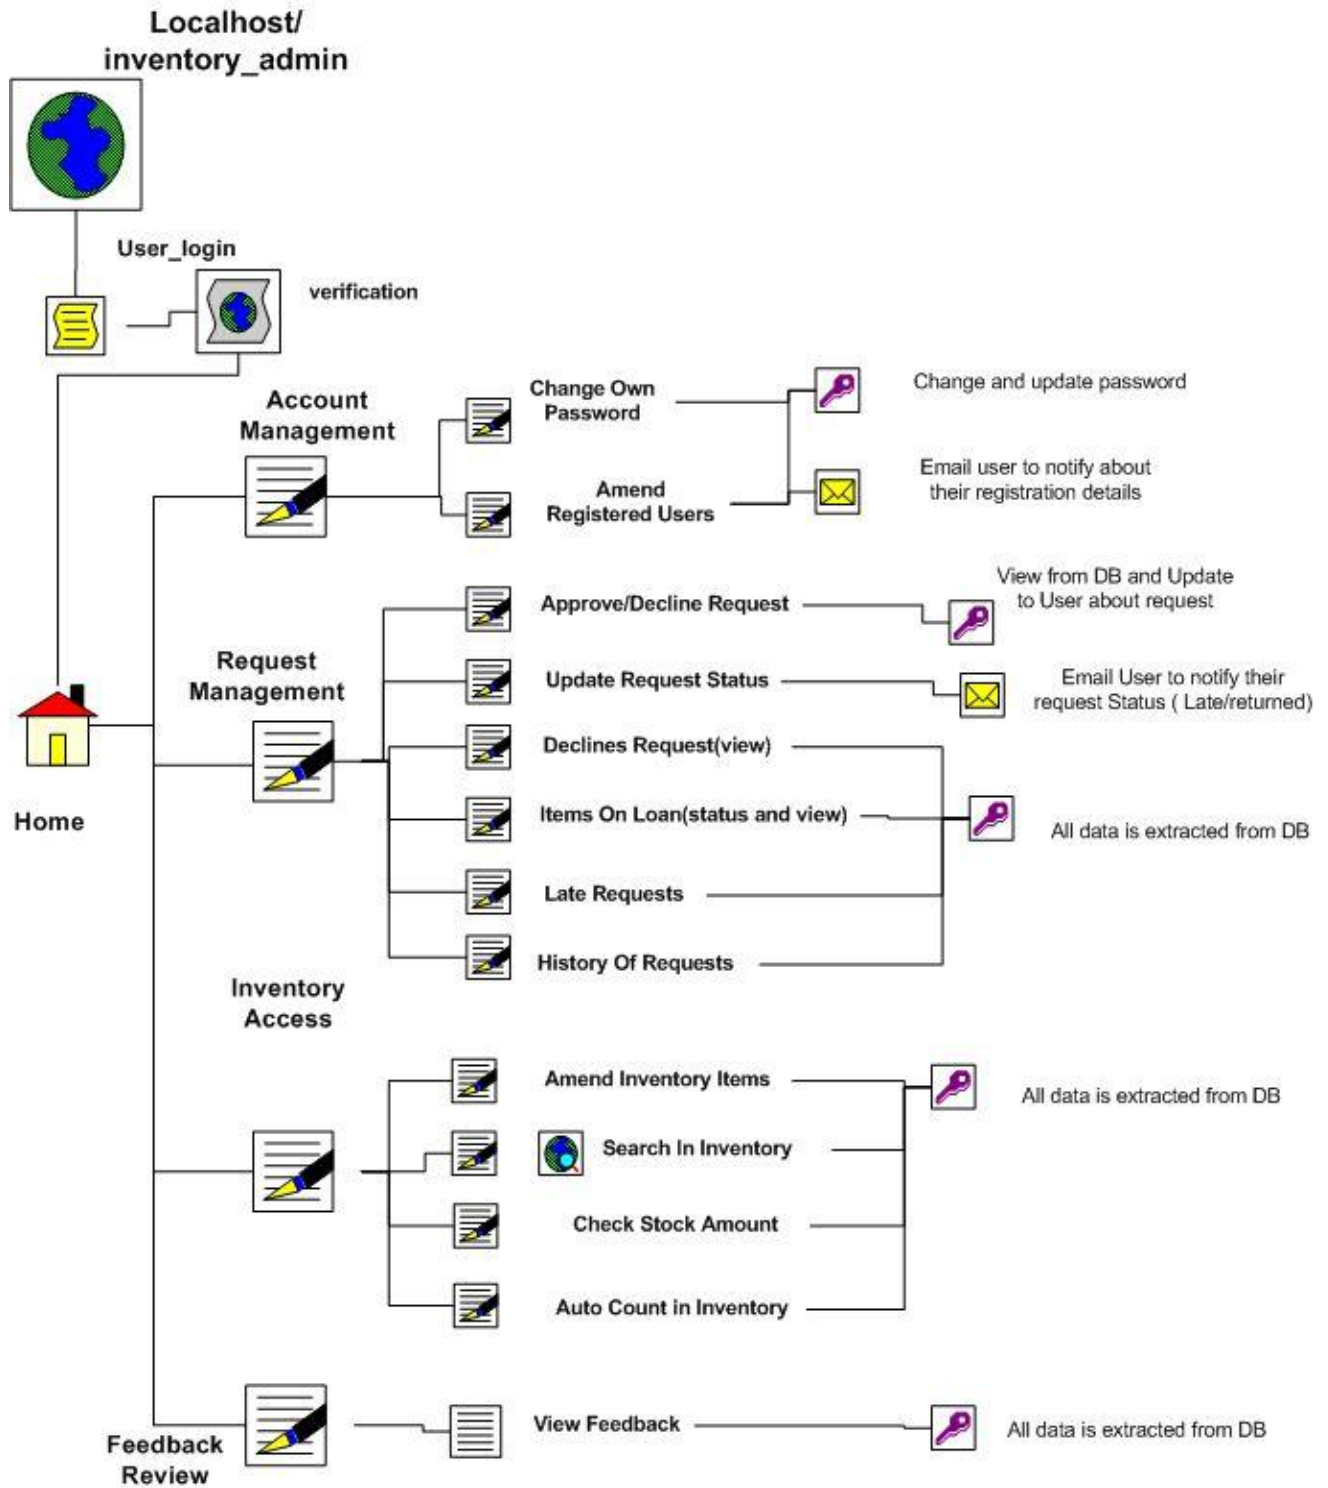 Localhost/
inventory_admin
User_login
verification
Account
Management
Change Own
Password
Change and update password
Amend
Registered Users
Email user to notify about
their registration details
Request
Management
Approve/Decline Request
View from DB and Update
to User about request
Update Request Status
Email User to notify their
request Status ( Late/returned)
Declines Request(view)
Items On Loan(status and view)
All data is extracted from DB
Late Requests
History Of Requests
Home
Inventory
Access
Amend Inventory Items
All data is extracted from DB
Search In Inventory
Check Stock Amount
Auto Count in Inventory
Feedback
Review
View Feedback
All data is extracted from DB